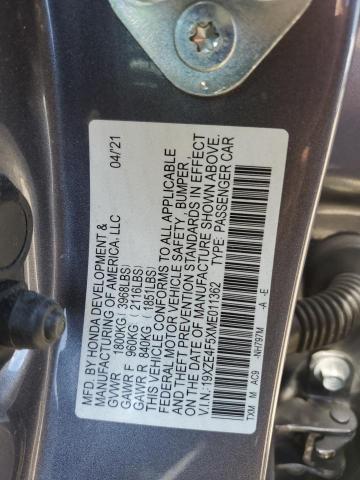 MFD. BY HONDA DEVELOPMENT &
MANUFACTURING OF AMERICA, LLC 04/'21
GVWR 1800KG( 3968LBS)
GAWR F 960KG ( 2116LBS)
GAWR R 840KG ( 1851LBS)
THIS VEHICLE CONFORMS TO ALL APPLICABLE
FEDERAL MOTOR VEHICLE SAFETY, BUMPER,
AND THEFT PREVENTION STANDARDS IN EFFECT
ON THE DATE OF MANUFACTURE SHOWN ABOVE.
V.I.N.:19XZE4F5XME011362 TYPE: PASSENGER CAR
TXM M AC9 -NH797M -A -E